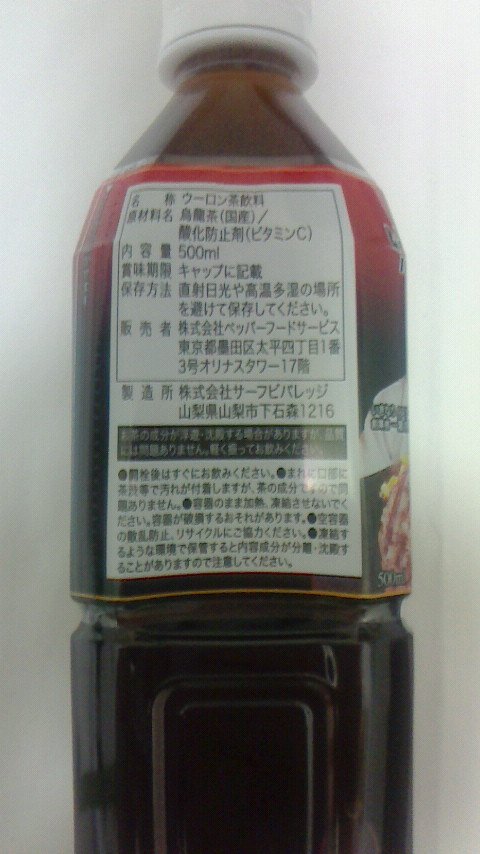 名称 ウーロン茶飲料
原材料名 烏龍茶(国産)/
酸化防止剤(ビタミンC)
内容量 500ml
賞味期限 キャップに記載
保存方法 直射日光や高温多湿の場所
を避けて保存してください。
販売者 株式会社ペッパーフードサービス
東京都墨田区太平四丁目1番
3号オリナスタワー17階
製造所 株式会社サーフビバレッジ
山梨県山梨市下石森1216
お茶の成分が浮遊・沈殿する場合がありますが、品質
には問題ありません。軽く振ってお飲みください。
●開栓後はすぐにお飲みください。●まれに口部に
茶渋等で汚れが付着しますが、茶の成分ですので問
題ありません。●容器のまま加熱、凍結させないでく
ださい。容器が破損するおそれがあります。●空容器
の散乱防止、リサイクルにご協力ください。●凍結す
るような環境で保管すると内容成分が分離・沈殿す
ることがありますので注意してください。
500ml